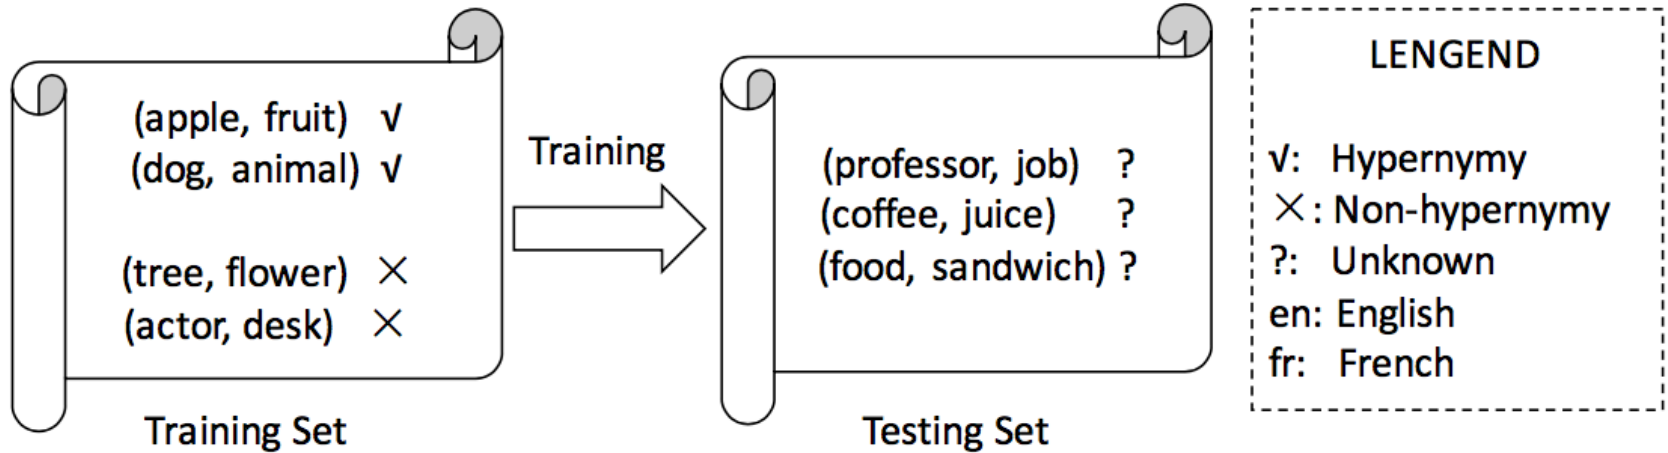 (apple, fruit) √
(dog, animal) √
(tree, flower) ×
(actor, desk) ×
Training Set
Training
(professor, job) ?
(coffee, juice) ?
(food, sandwich) ?
Testing Set
LENGEND
√: Hypernymy
×: Non-hypernymy
?: Unknown
en: English
fr: French